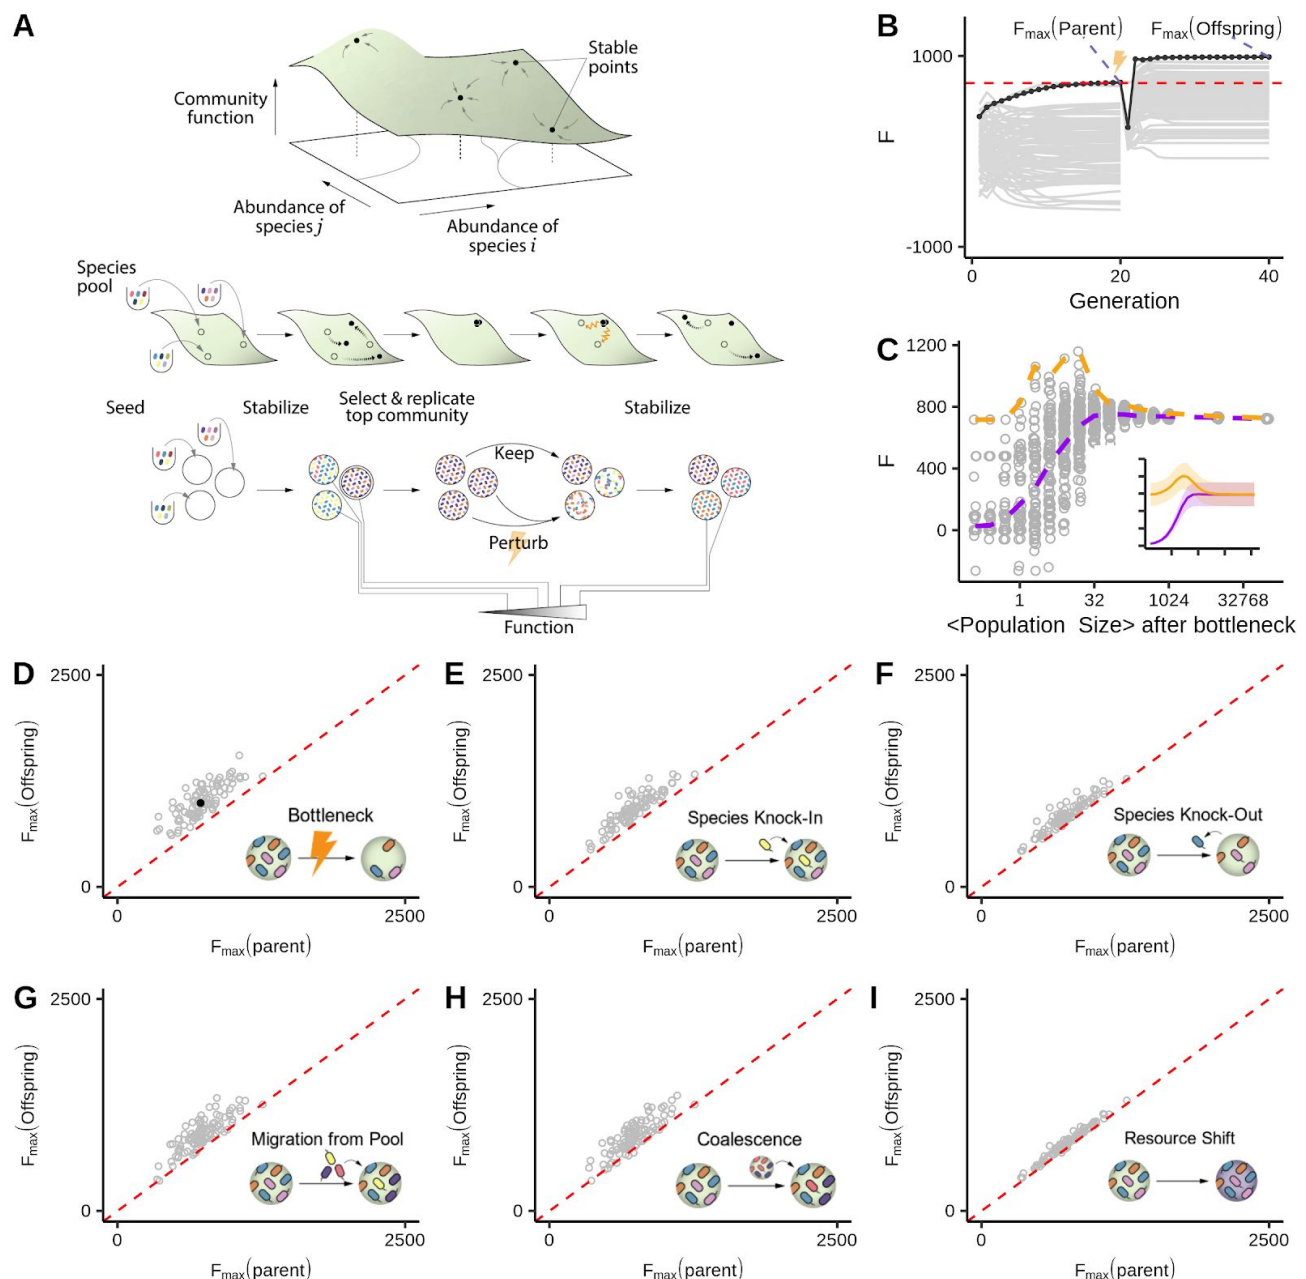 A
Community
function
Stable
points
Abundance of
species j
Abundance of
species i
Species
pool
Seed
Stabilize
Select & replicate
top community
Stabilize
Keep
Perturb
Function
B
Fmax(Parent)
Fmax(Offspring)
1000
F
-1000
0
20
40
Generation
C
1200
800
F
400
0
1
32
1024
32768
<Population Size> after bottleneck
D
2500
Fmax(Offspring)
Bottleneck
0
0
2500
Fmax(parent)
E
2500
Fmax(Offspring)
Species Knock-In
0
0
2500
Fmax(parent)
F
2500
Fmax(Offspring)
Species Knock-Out
0
0
2500
Fmax(parent)
G
2500
Fmax(Offspring)
Migration from Pool
0
0
2500
Fmax(parent)
H
2500
Fmax(Offspring)
Coalescence
0
0
2500
Fmax(parent)
I
2500
Fmax(Offspring)
Resource Shift
0
0
2500
Fmax(parent)